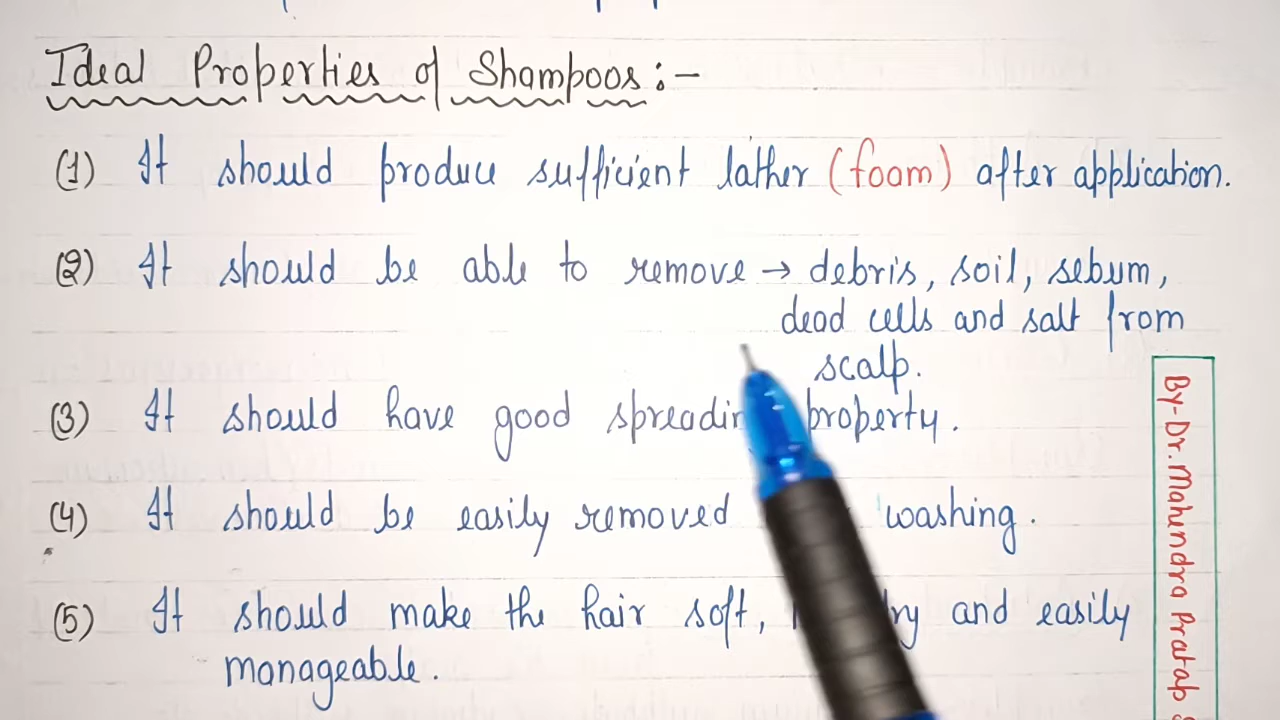 Ideal Properties of Shampoos :-
(1) It should produce sufficient lather (foam) after application.
(2) It should be able to remove → debris, soil, sebum,
dead cells and salt from
scalp.
(3) It should have good property.
(4) It should be easily removed washing.
(5) It should make the hair soft, and easily
manageable.
By-Dr. Mahendra Pratap